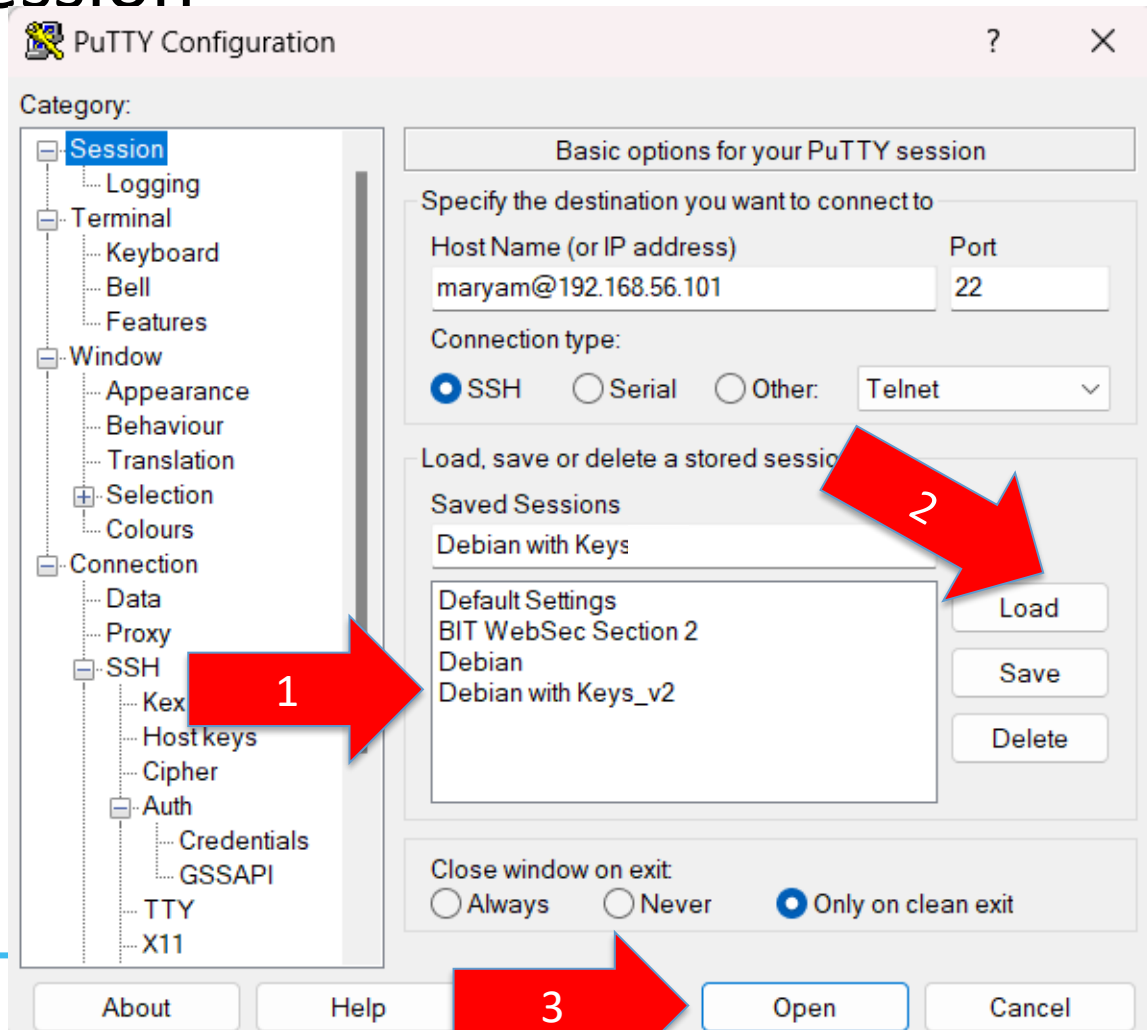 PuTTY Configuration ? ×
Category:
Session
Logging
Terminal
Keyboard
Bell
Features
Window
Appearance
Behaviour
Translation
Selection
Colours
Connection
Data
Proxy
SSH
Kex
Host keys
Cipher
Auth
Credentials
GSSAPI
TTY
X11
Basic options for your PuTTY session
Specify the destination you want to connect to
Host Name (or IP address) Port
maryam@192.168.56.101 22
Connection type:
SSH Serial Other: Telnet
Load, save or delete a stored
Saved Sessions
Debian with Keys
Default Settings
BIT WebSec Section 2
Debian
Debian with Keys_v2
Load
Save
Delete
1
2
Close window on exit:
Always Never Only on clean exit
About Help 3 Open Cancel